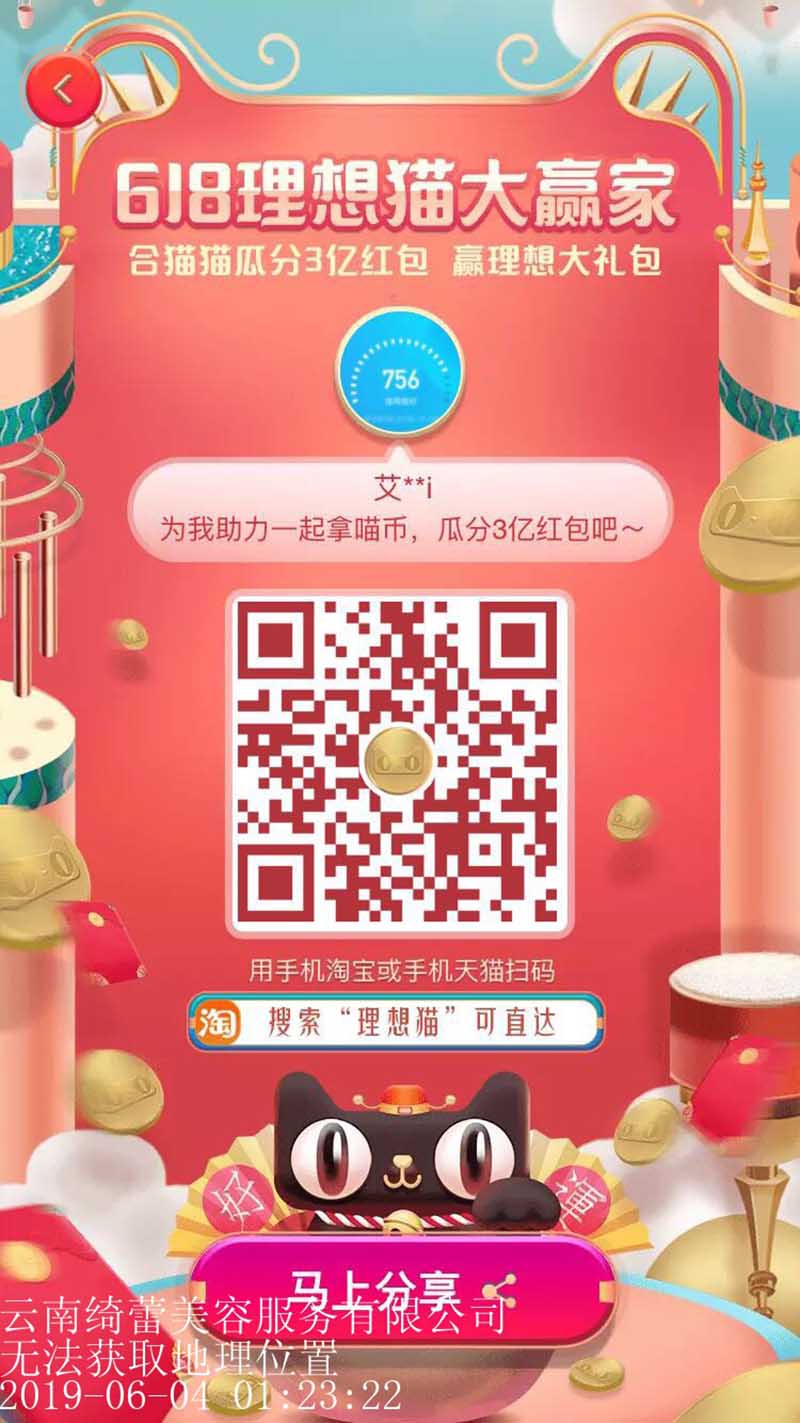 618理想猫大赢家
合猫猫瓜分3亿红包 赢理想大礼包
756
艾**i
为我助力一起拿喵币，瓜分3亿红包吧～
用手机淘宝或手机天猫扫码
淘 搜索“理想猫”可直达
好
马上分享
云南绮蕾美容服务有限公司
无法获取地理位置
2019-06-04 01:23:22